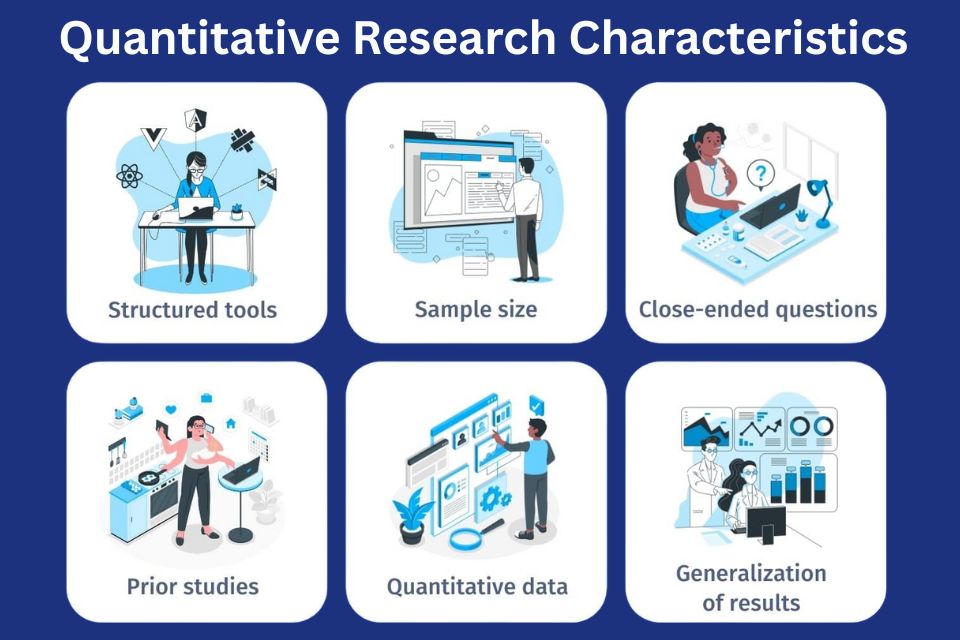 Quantitative Research Characteristics
Structured tools
Sample size
Close-ended questions
?
Prior studies
Quantitative data
Generalization
of results